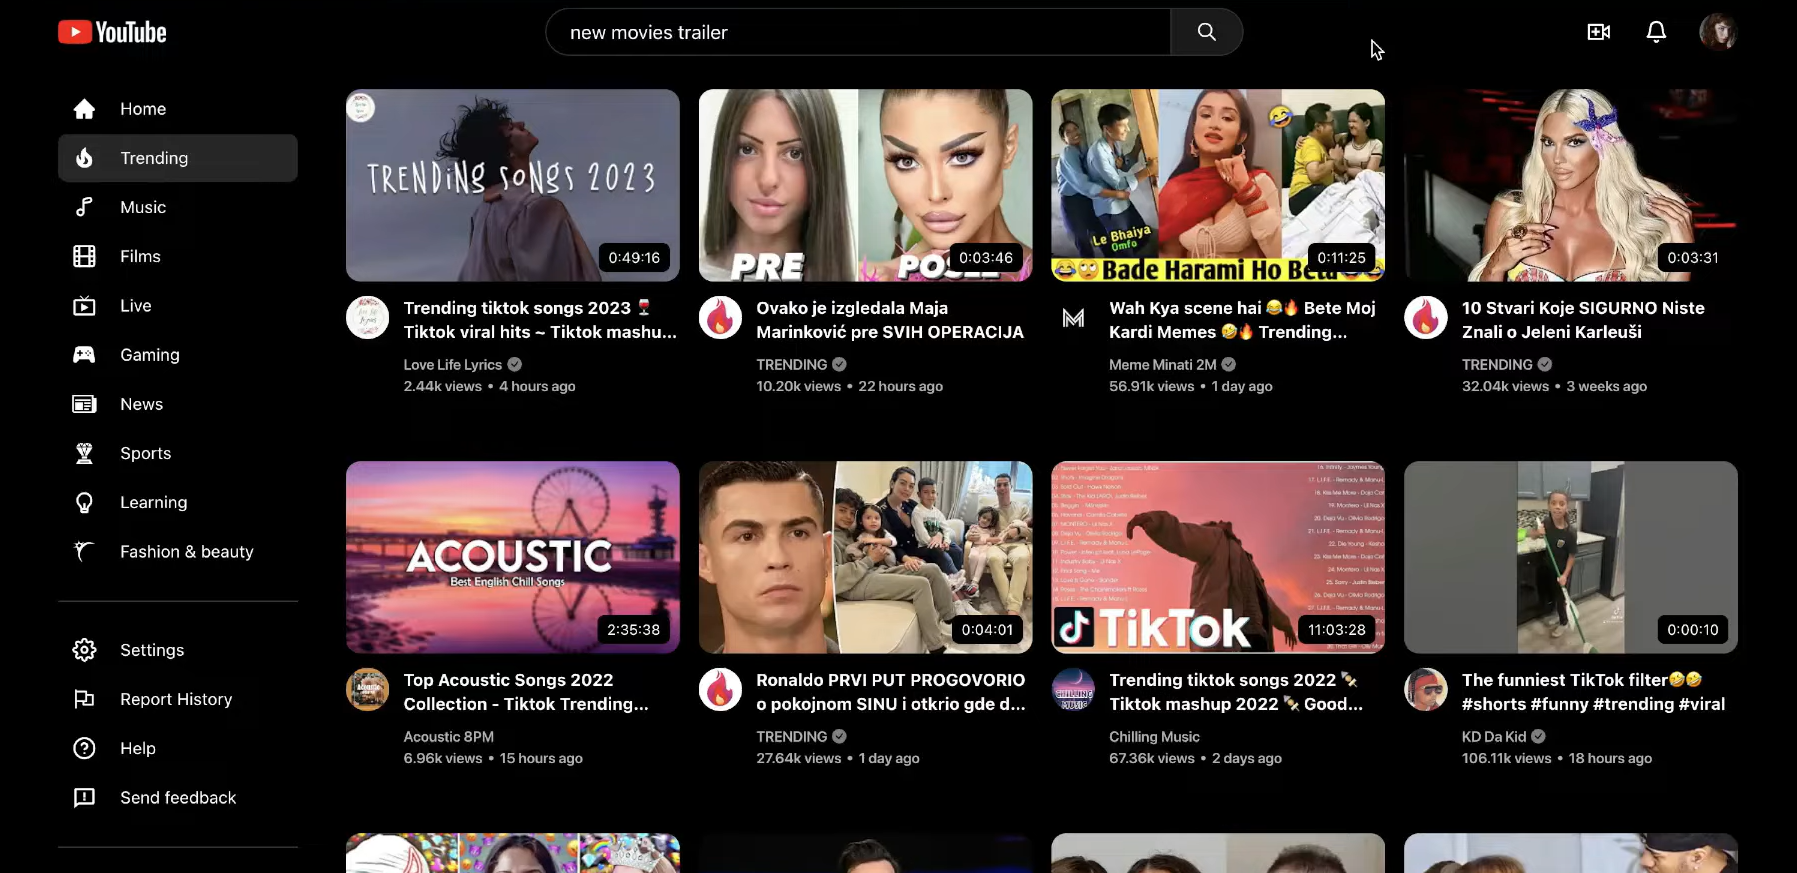 YouTube
new movies trailer
Home
Trending
Music
Films
Live
Gaming
News
Sports
Learning
Fashion & beauty
Settings
Report History
Help
Send feedback
TRENDiNG SONGS 2023
0:49:16
Trending tiktok songs 2023 🍷
Tiktok viral hits ~ Tiktok mashu...
Love Life Lyrics
2.44k views • 4 hours ago
PRE
0:03:46
Ovako je izgledala Maja
Marinković pre SVIH OPERACIJA
TRENDING
10.20k views • 22 hours ago
Le Bhaiya
Omfo
0:11:25
Bade Harami Ho
Wah Kya scene hai 😂🔥 Bete Moj
Kardi Memes 🤣🔥 Trending...
Meme Minati 2M
56.91k views • 1 day ago
0:03:31
10 Stvari Koje SIGURNO Niste
Znali o Jeleni Karleuši
TRENDING
32.04k views • 3 weeks ago
ACOUSTIC
Best English Chill Songs
2:35:38
Top Acoustic Songs 2022
Collection - Tiktok Trending...
Acoustic 8PM
6.96k views • 15 hours ago
0:04:01
Ronaldo PRVI PUT PROGOVORIO
o pokojnom SINU i otkrio gde d...
TRENDING
27.64k views • 1 day ago
TikTok
11:03:28
CHILLING
MUSIC
Trending tiktok songs 2022 🍾
Tiktok mashup 2022 🍾 Good...
Chilling Music
67.36k views • 2 days ago
0:00:10
The funniest TikTok filter🤣🤣
#shorts #funny #trending #viral
KD Da Kid
106.11k views • 18 hours ago